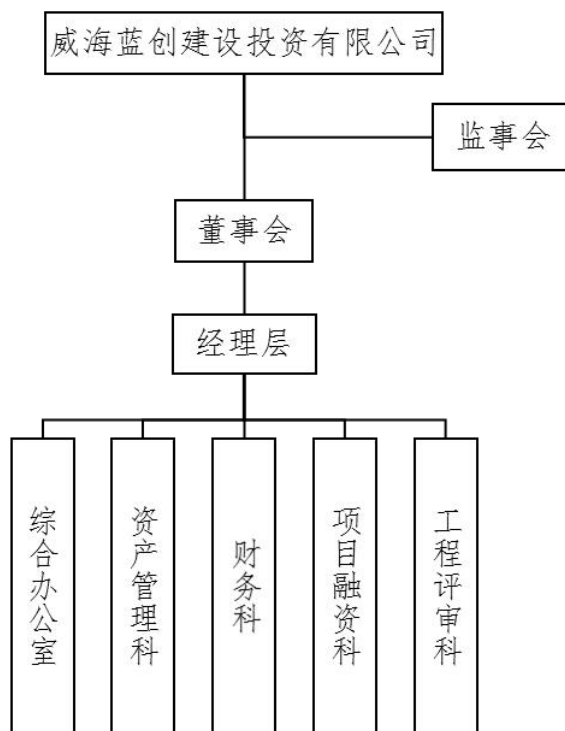 威海蓝创建设投资有限公司
监事会
董事会
经理层
综合办公室
资产管理科
财务科
项目融资科
工程评审科